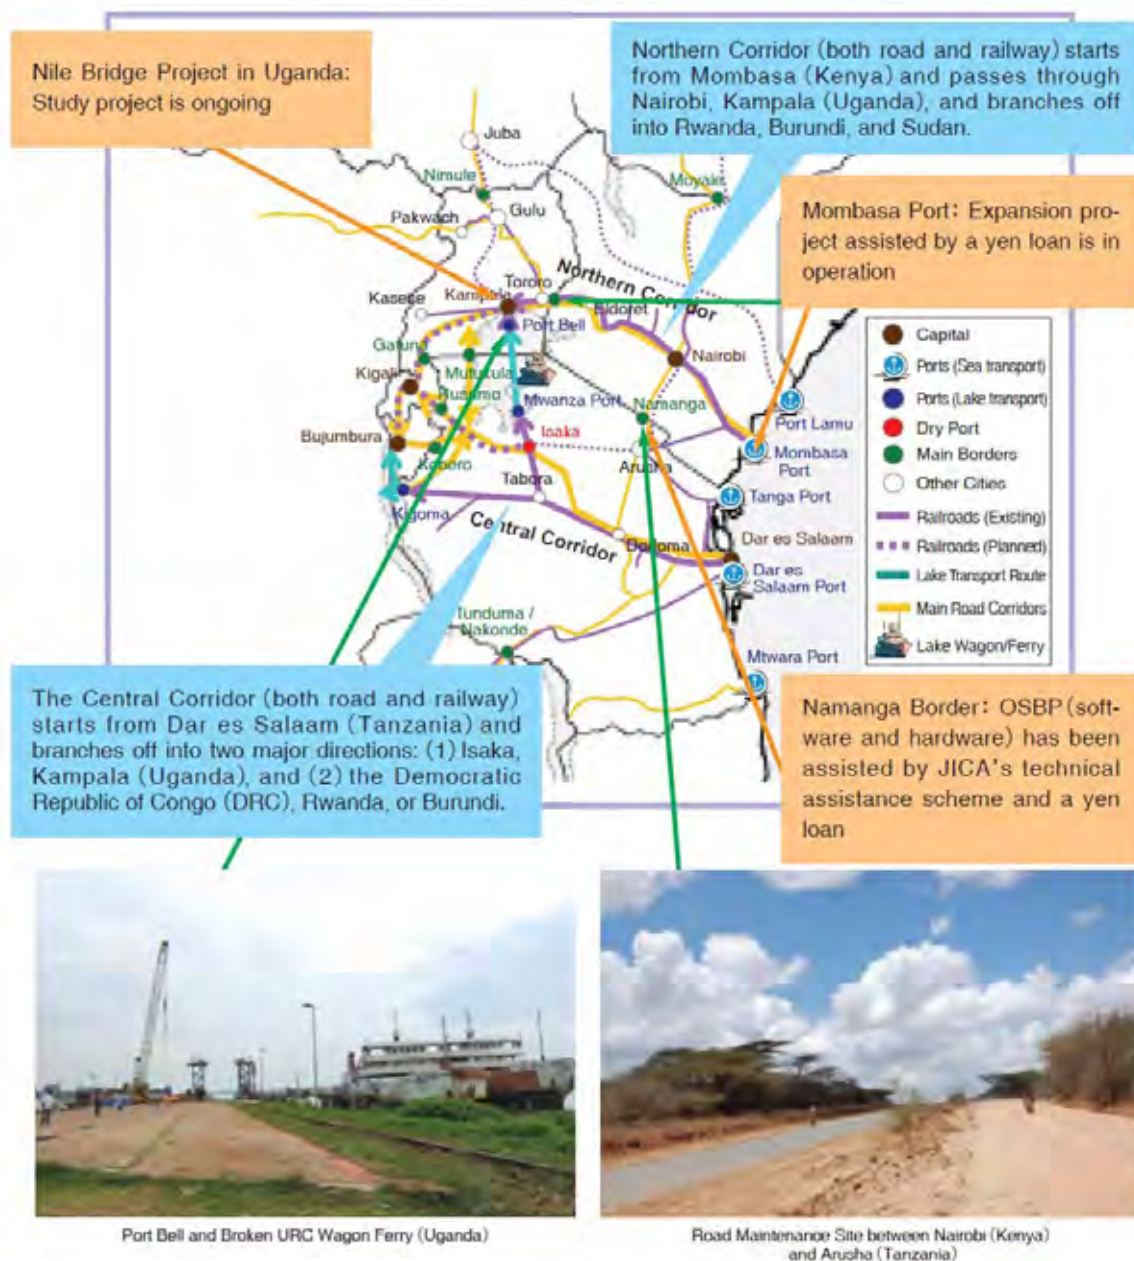 Nile Bridge Project in Uganda:
Study project is ongoing
Northern Corridor (both road and railway) starts
from Mombasa (Kenya) and passes through
Nairobi, Kampala (Uganda), and branches off
into Rwanda, Burundi, and Sudan.
Mombasa Port: Expansion pro-
ject assisted by a yen loan is in
operation
Juba
Nimule
Moyale
Pakwach
Gulu
Tororo
Northern Corridor
Kasese
Kampala
Eldoret
Port Bell
Gatuna
Nairobi
Kigali
Mutukula
Rusumo
Mwanza Port
Namanga
Port Lamu
Bujumbura
Isaka
Mombasa
Port
Kobero
Arusha
Tabora
Tanga Port
Kigoma
Central Corridor
Dodoma
Dar es Salaam
Dar es
Salaam Port
Tunduma /
Nakonde
Mtwara Port
Capital
Ports (Sea transport)
Ports (Lake transport)
Dry Port
Main Borders
Other Cities
Railroads (Existing)
Railroads (Planned)
Lake Transport Route
Main Road Corridors
Lake Wagon/Ferry
The Central Corridor (both road and railway)
starts from Dar es Salaam (Tanzania) and
branches off into two major directions: (1) Isaka,
Kampala (Uganda), and (2) the Democratic
Republic of Congo (DRC), Rwanda, or Burundi.
Namanga Border: OSBP (soft-
ware and hardware) has been
assisted by JICA's technical
assistance scheme and a yen
loan
Port Bell and Broken URC Wagon Ferry (Uganda)
Road Maintenance Site between Nairobi (Kenya)
and Arusha (Tanzania)